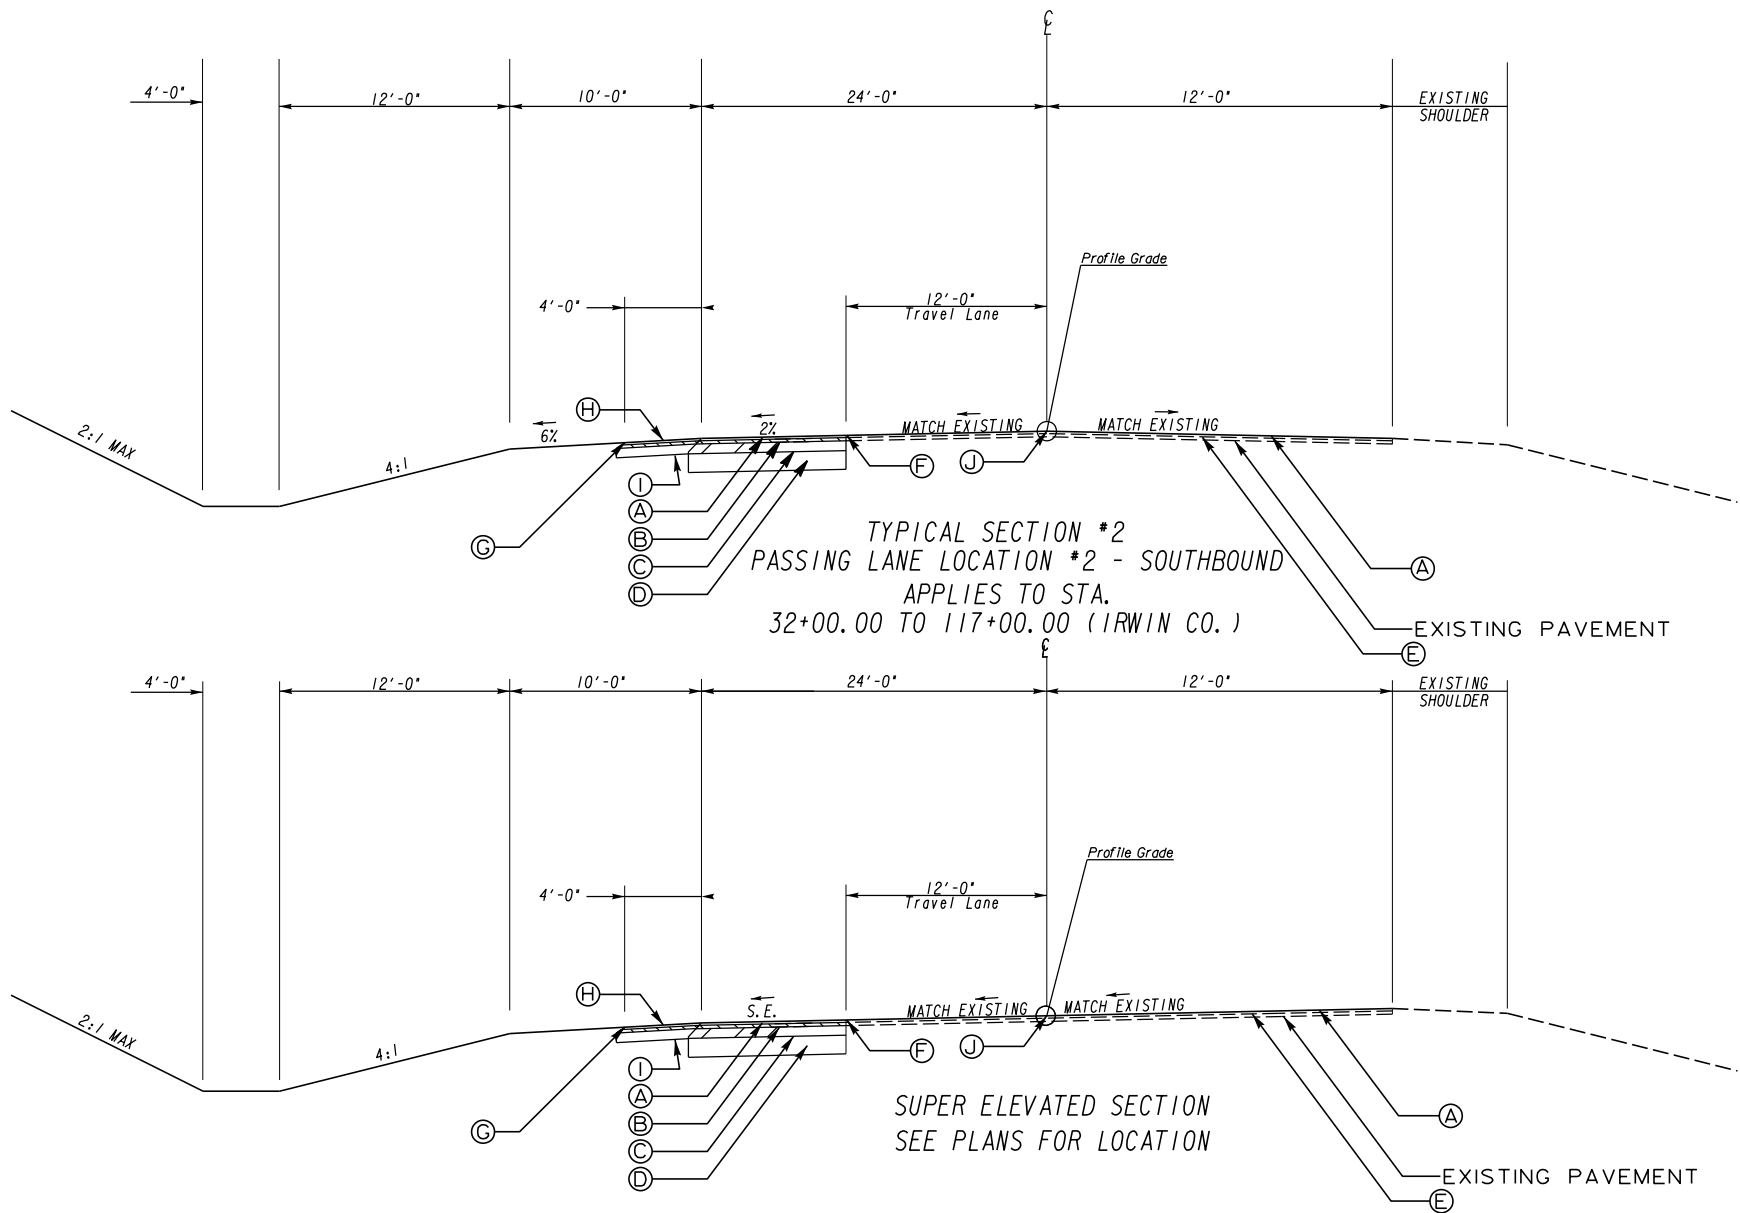 ℄
4'-0"
12'-0"
10'-0"
24'-0"
12'-0"
EXISTING
SHOULDER
Profile Grade
4'-0"
12'-0"
Travel Lane
H
6%
2%
MATCH EXISTING
MATCH EXISTING
2:1 MAX
4:1
F
J
I
A
B
C
D
G
TYPICAL SECTION #2
PASSING LANE LOCATION #2 - SOUTHBOUND
APPLIES TO STA.
32+00.00 TO 117+00.00 (IRWIN CO.)
A
EXISTING PAVEMENT
E
℄
4'-0"
12'-0"
10'-0"
24'-0"
12'-0"
EXISTING
SHOULDER
Profile Grade
4'-0"
12'-0"
Travel Lane
H
S.E.
MATCH EXISTING
MATCH EXISTING
2:1 MAX
4:1
F
J
I
A
B
C
D
G
SUPER ELEVATED SECTION
SEE PLANS FOR LOCATION
A
EXISTING PAVEMENT
E